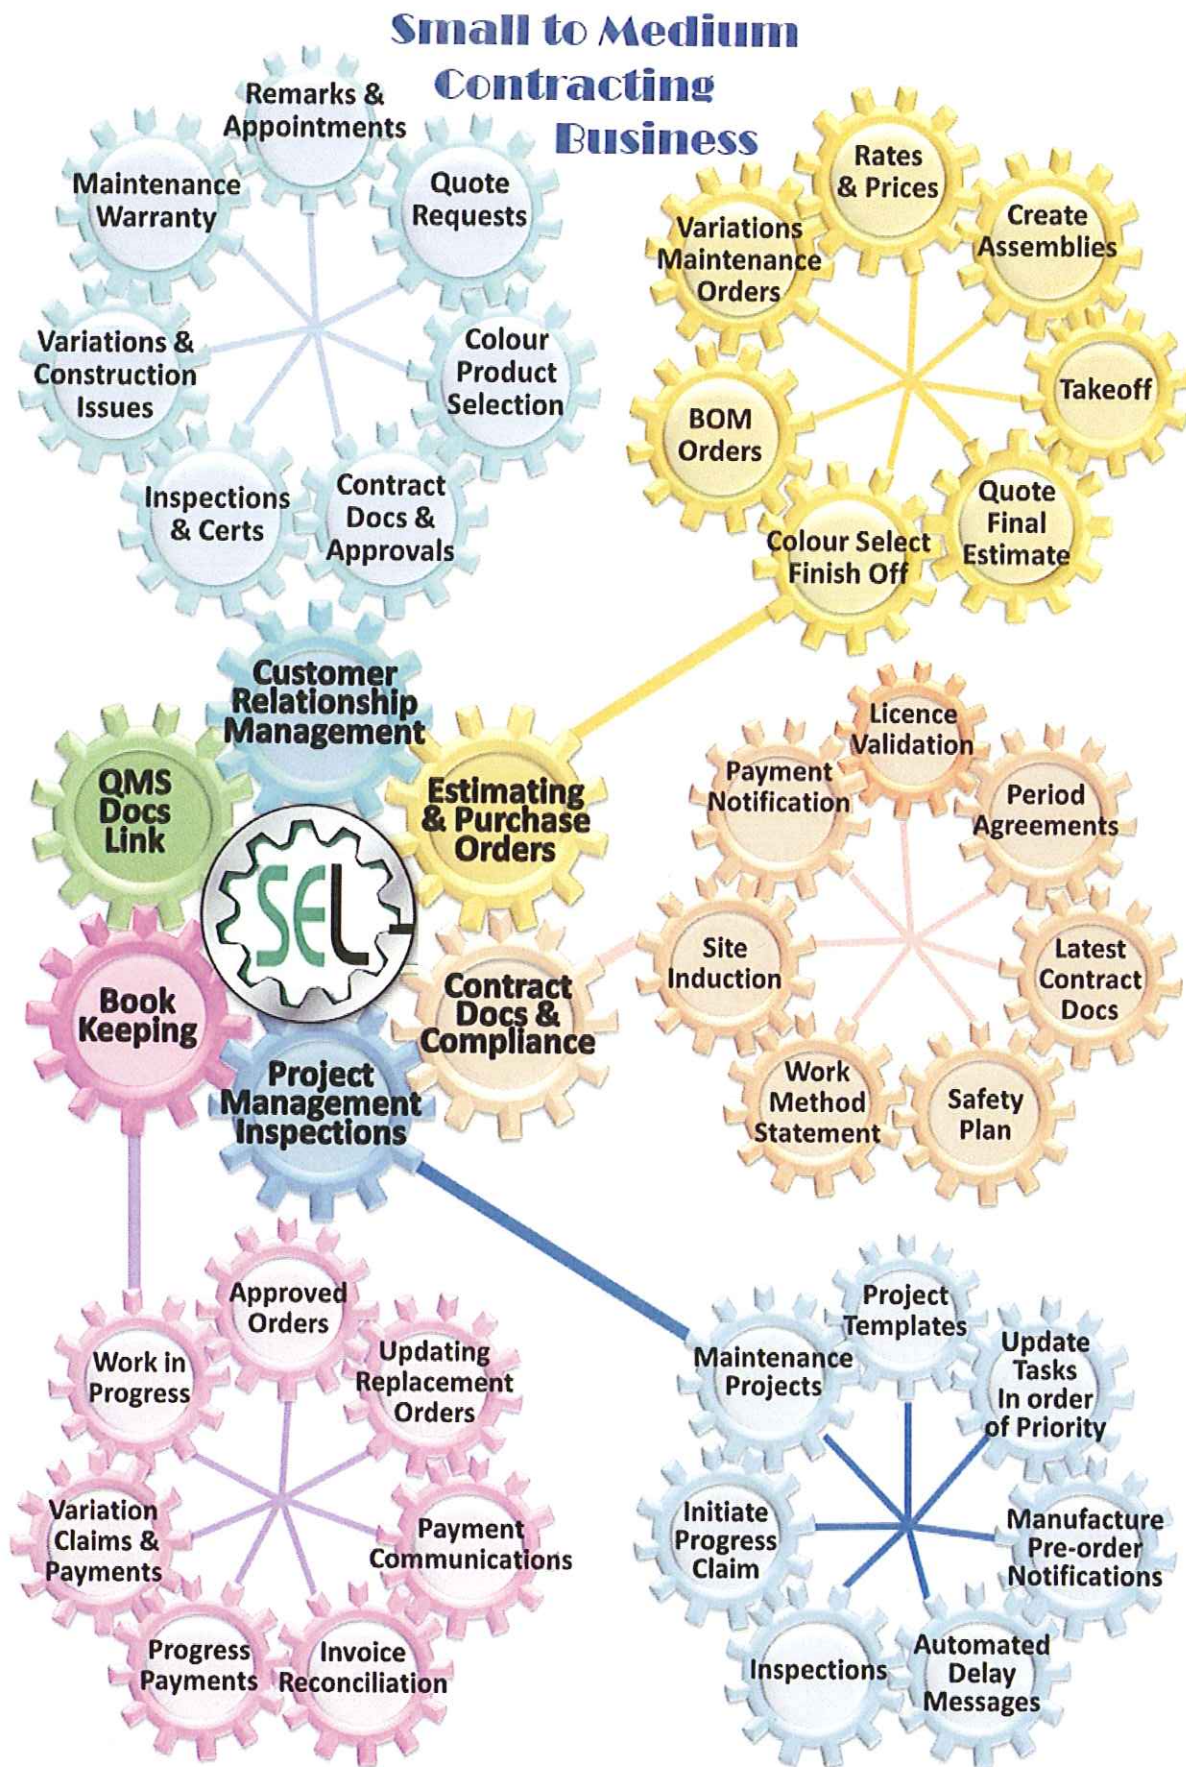 Small to Medium
Contracting
Business
Remarks &
Appointments
Maintenance
Warranty
Quote
Requests
Variations &
Construction
Issues
Colour
Product
Selection
Inspections
& Certs
Contract
Docs &
Approvals
Rates
& Prices
Variations
Maintenance
Orders
Create
Assemblies
BOM
Orders
Takeoff
Colour Select
Finish Off
Quote
Final
Estimate
Customer
Relationship
Management
QMS
Docs
Link
Estimating
& Purchase
Orders
SEL
Book
Keeping
Contract
Docs &
Compliance
Project
Management
Inspections
Licence
Validation
Payment
Notification
Period
Agreements
Site
Induction
Latest
Contract
Docs
Work
Method
Statement
Safety
Plan
Approved
Orders
Work in
Progress
Updating
Replacement
Orders
Variation
Claims &
Payments
Payment
Communications
Progress
Payments
Invoice
Reconciliation
Project
Templates
Maintenance
Projects
Update
Tasks
In order
of Priority
Initiate
Progress
Claim
Manufacture
Pre-order
Notifications
Inspections
Automated
Delay
Messages